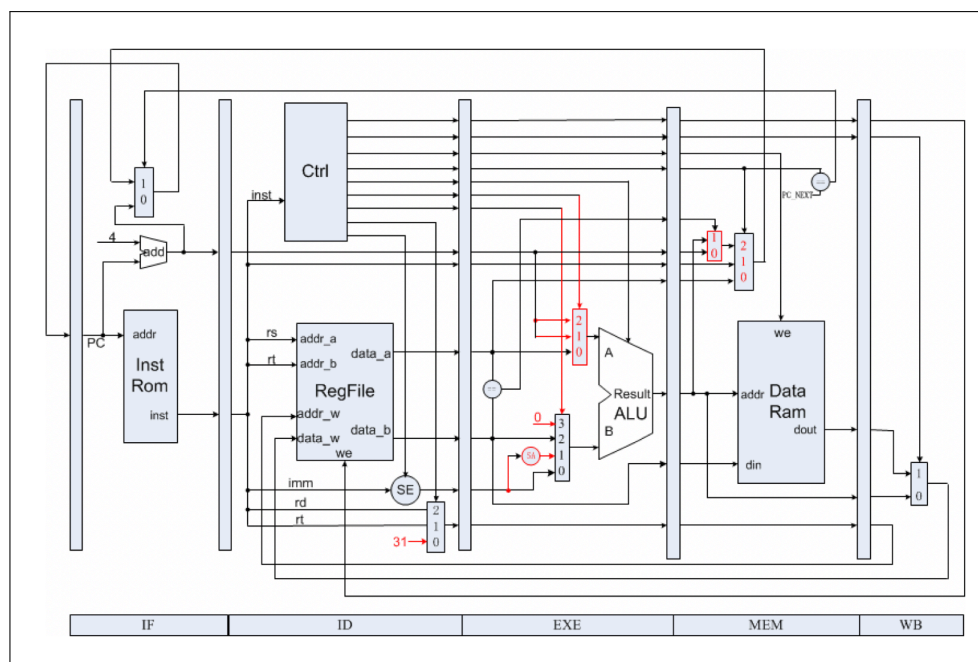 Ctrl
inst
1
0
4
add
PC
addr
Inst
Rom
inst
rs
addr_a
rt
addr_b
data_a
RegFile
addr_w
data_w
data_b
we
imm
SE
rd
rt
2
1
0
31
==
2
1
0
0
3
2
1
0
SA
A
B
Result
ALU
==
PC_NEXT
1
0
2
1
0
we
addr
Data
Ram
dout
din
1
0
IF
ID
EXE
MEM
WB